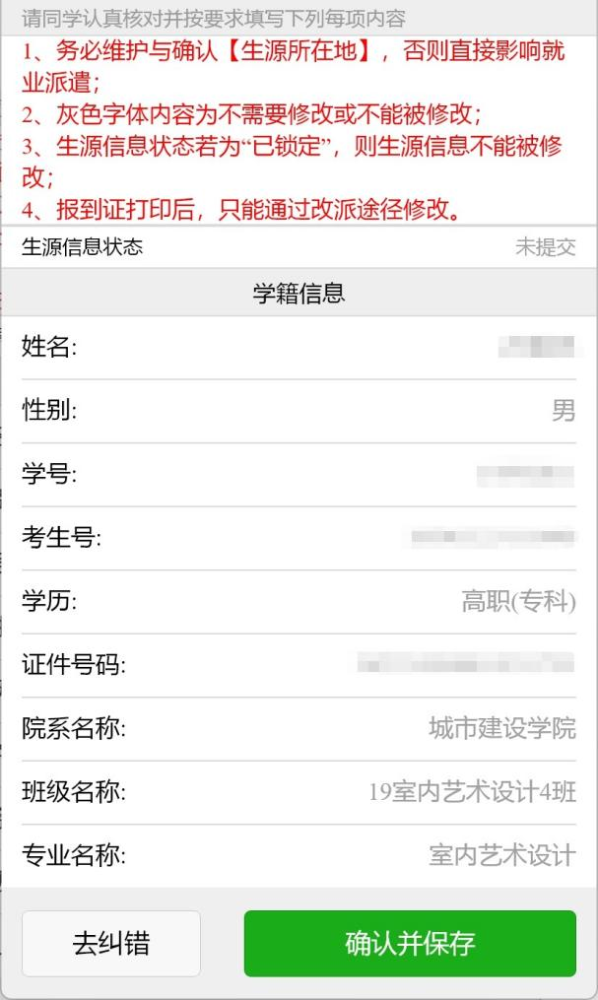 请同学认真核对并按要求填写下列每项内容
1、务必维护与确认【生源所在地】，否则直接影响就
业派遣；
2、灰色字体内容为不需要修改或不能被修改；
3、生源信息状态若为“已锁定”，则生源信息不能被修
改；
4、报到证打印后，只能通过改派途径修改。
生源信息状态 未提交
学籍信息
姓名:
性别: 男
学号:
考生号:
学历: 高职(专科)
证件号码:
院系名称: 城市建设学院
班级名称: 19室内艺术设计4班
专业名称: 室内艺术设计
去纠错 确认并保存